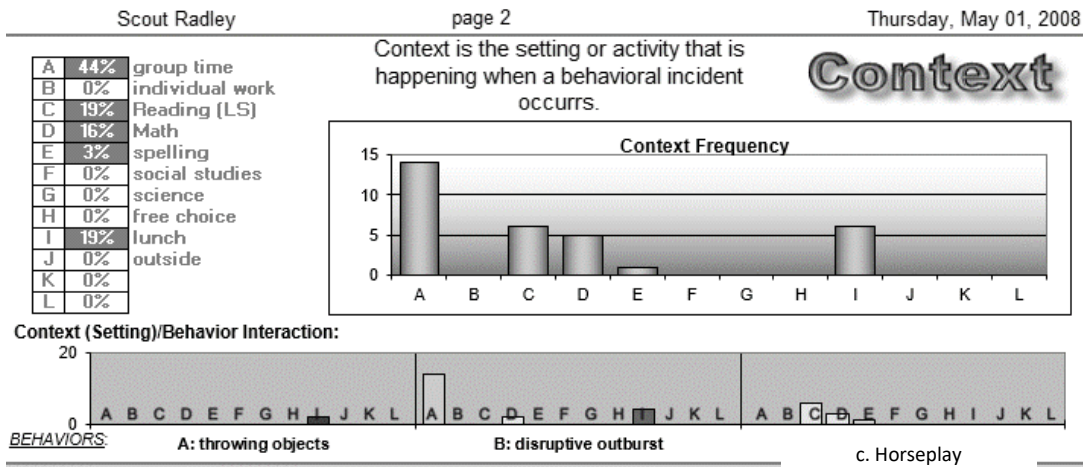 Scout Radley page 2 Thursday, May 01, 2008
Context is the setting or activity that is
happening when a behavioral incident
occurrs.
Context
A 44% group time
B 0% individual work
C 19% Reading (LS)
D 16% Math
E 3% spelling
F 0% social studies
G 0% science
H 0% free choice
I 19% lunch
J 0% outside
K 0%
L 0%
Context Frequency
15
10
5
0
A B C D E F G H I J K L
Context (Setting)/Behavior Interaction:
20
0
A B C D E F G H I J K L A B C D E F G H I J K L A B C D E F G H I J K L
BEHAVIORS: A: throwing objects B: disruptive outburst c. Horseplay